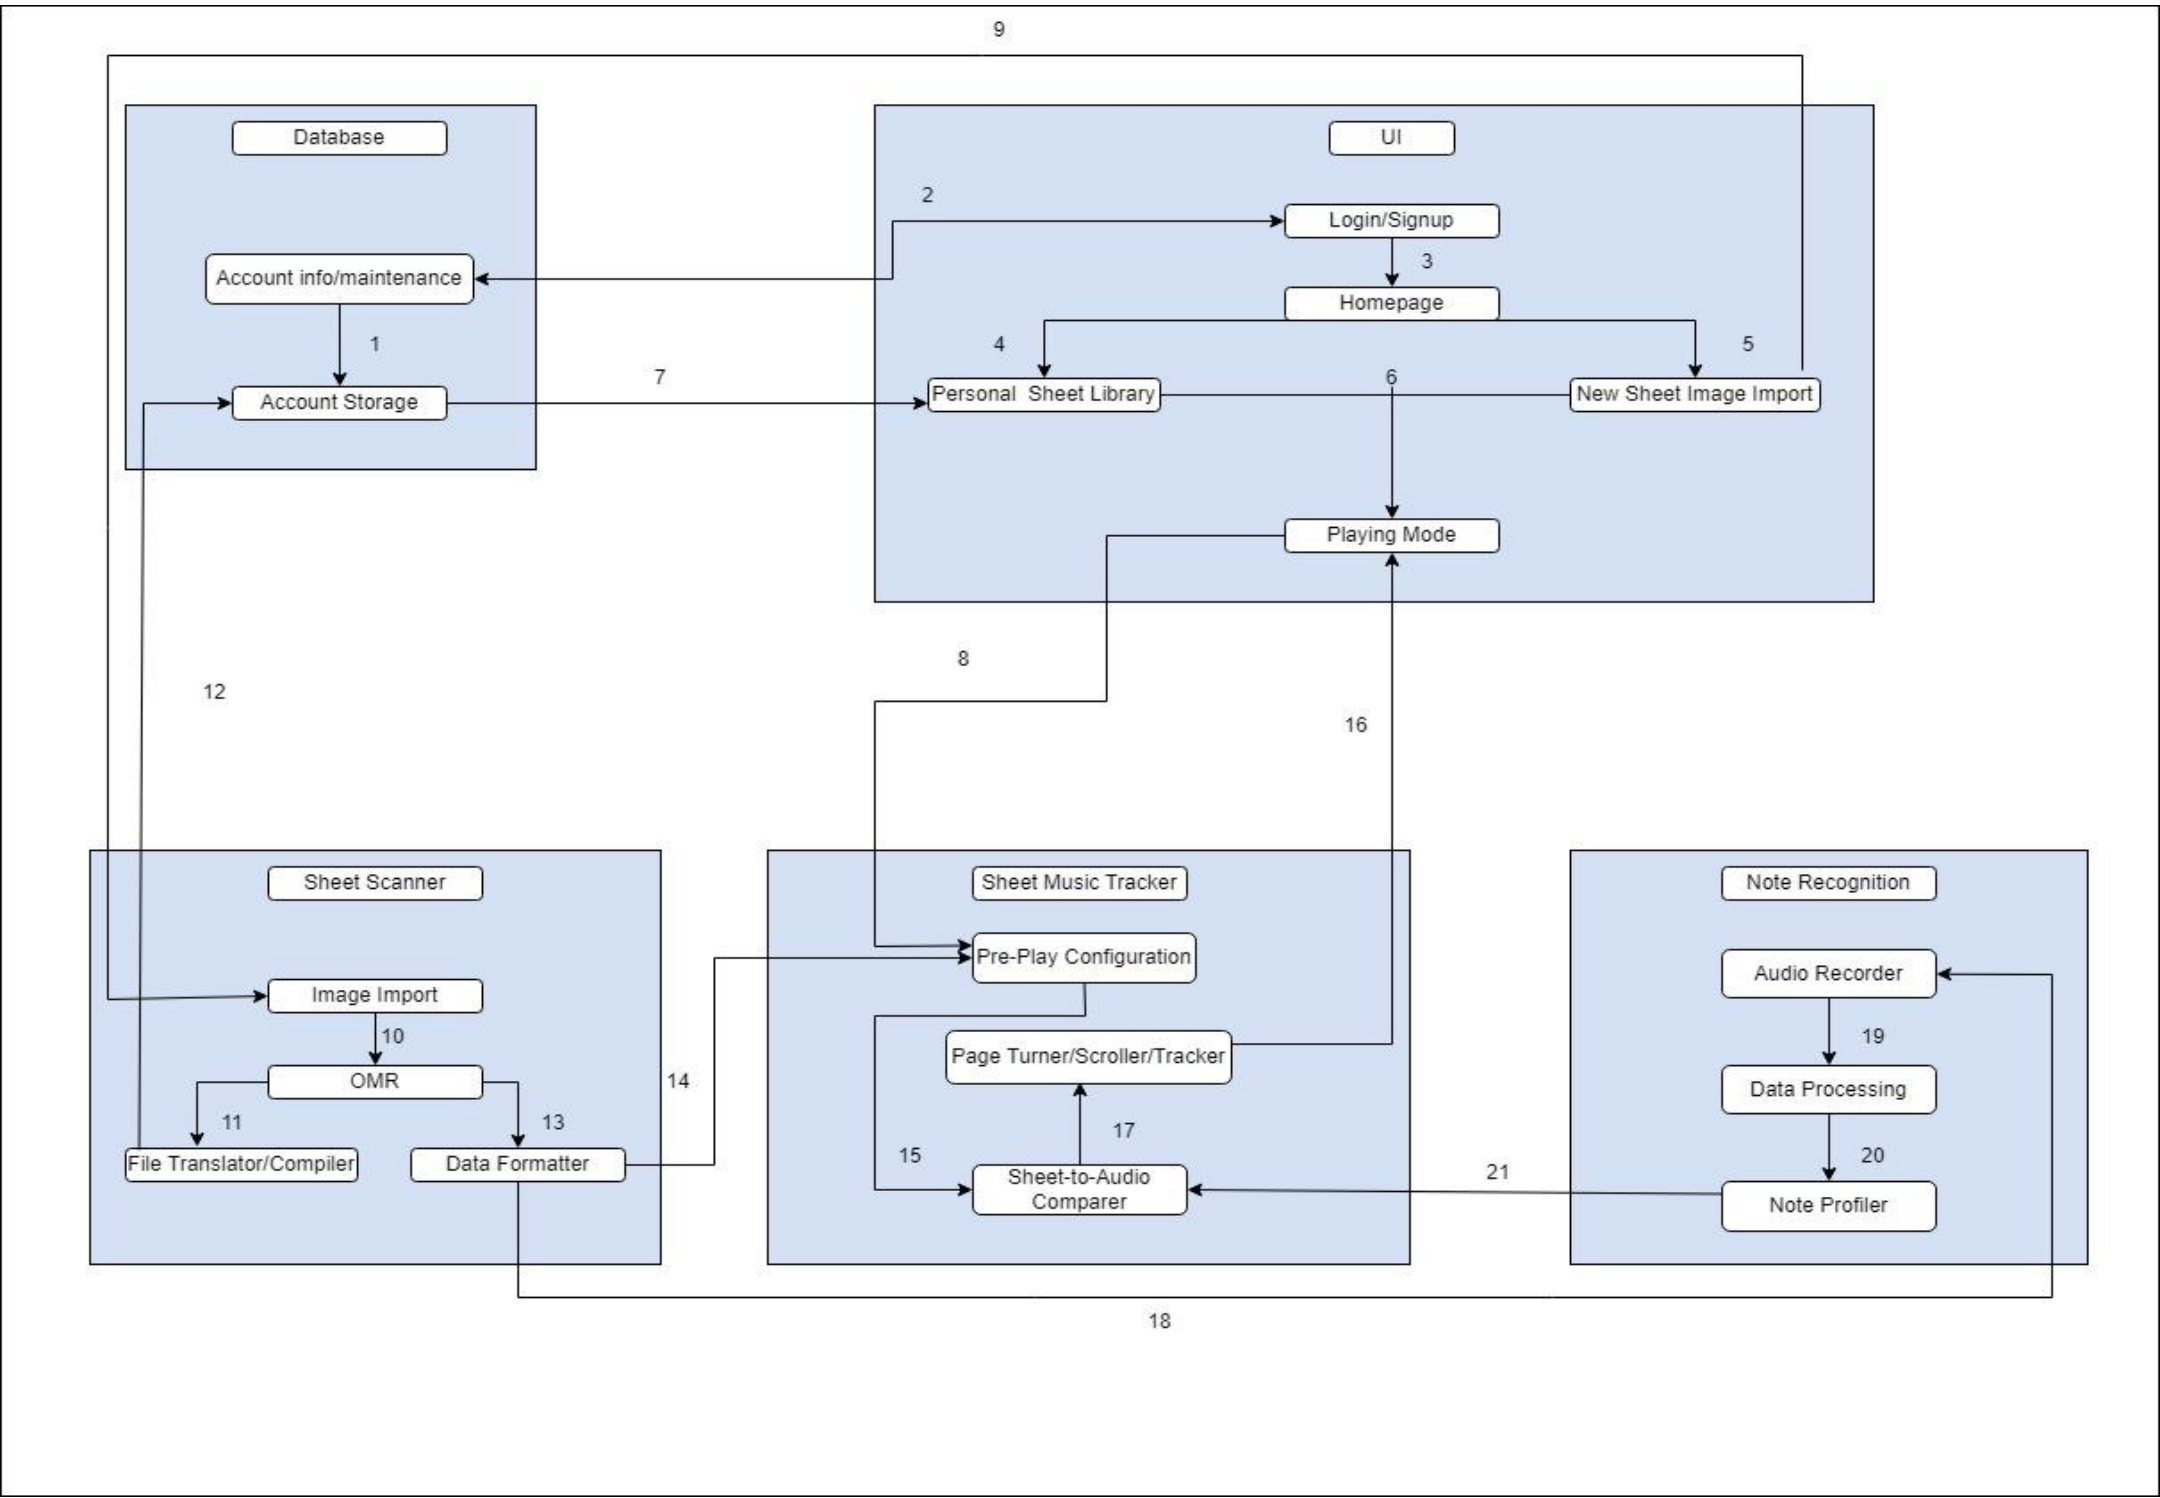 9
Database
UI
2
Login/Signup
3
Account info/maintenance
Homepage
1
4
5
7
6
Account Storage
Personal  Sheet Library
New Sheet Image Import
Playing Mode
8
12
16
Sheet Scanner
Sheet Music Tracker
Note Recognition
Pre-Play Configuration
Audio Recorder
Image Import
10
19
Page Turner/Scroller/Tracker
OMR
14
Data Processing
11
13
17
15
20
File Translator/Compiler
Data Formatter
Sheet-to-Audio
Comparer
21
Note Profiler
18